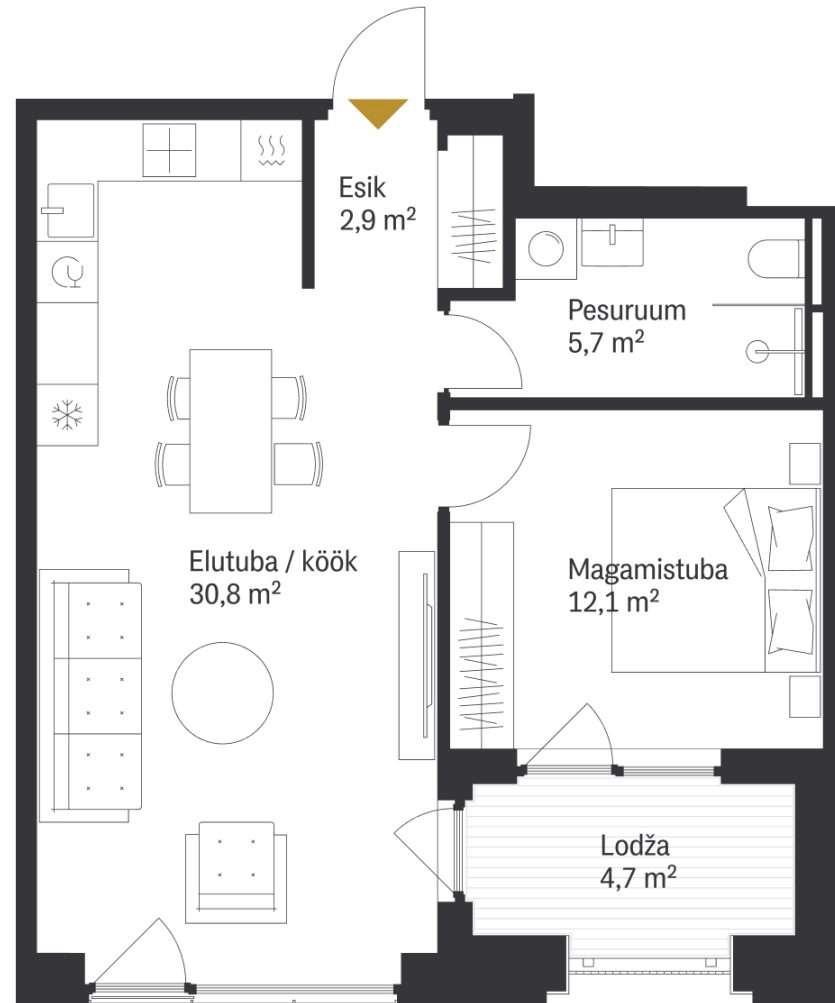 Esik
2,9 m²
Pesuruum
5,7 m²
Elutuba / köök
30,8 m²
Magamistuba
12,1 m²
Lodža
4,7 m²